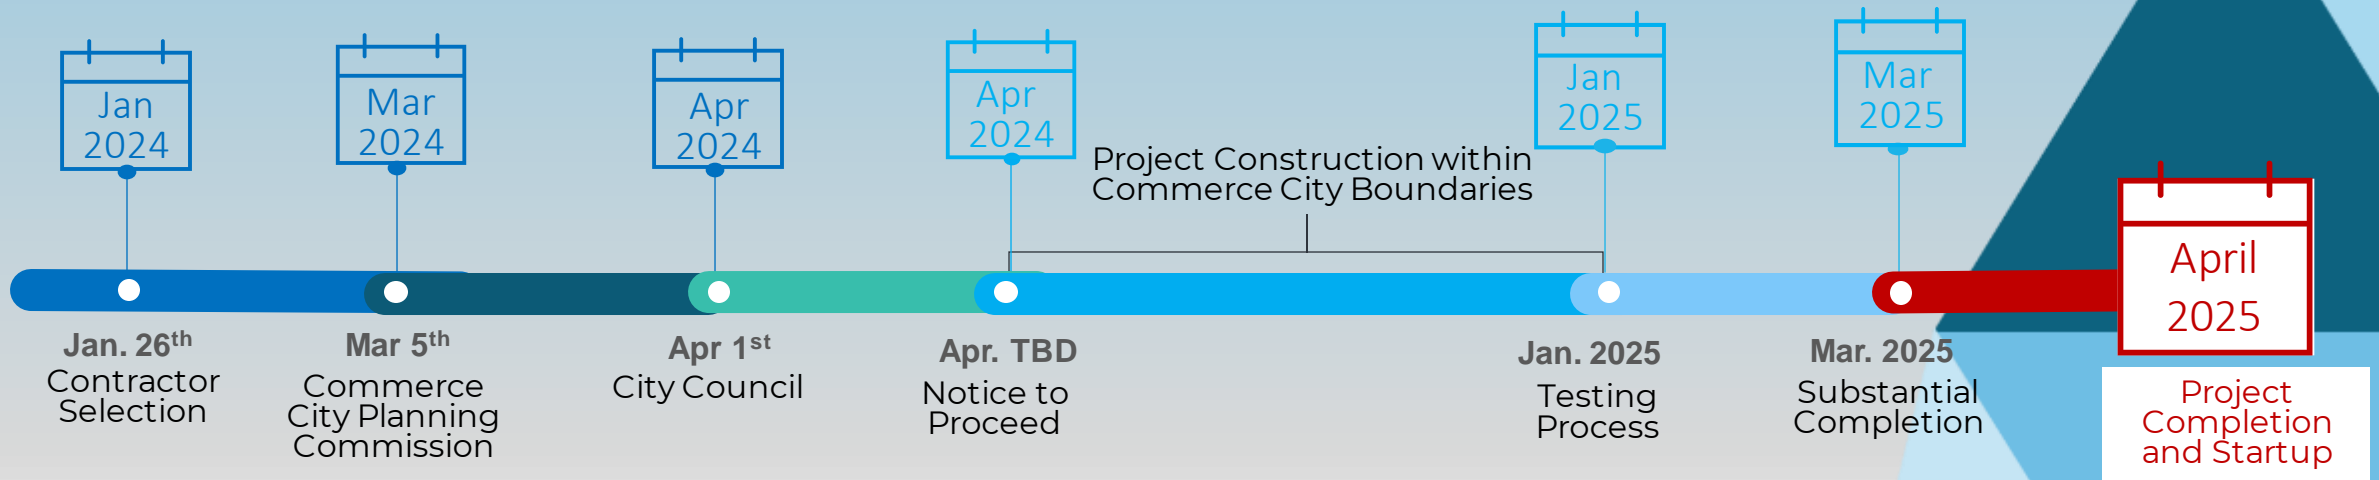 Jan
2024
Mar
2024
Apr
2024
Apr
2024
Jan
2025
Mar
2025
April
2025
Project Construction within
Commerce City Boundaries
Jan. 26th
Contractor
Selection
Mar 5th
Commerce
City Planning
Commission
Apr 1st
City Council
Apr. TBD
Notice to
Proceed
Jan. 2025
Testing
Process
Mar. 2025
Substantial
Completion
Project
Completion
and Startup